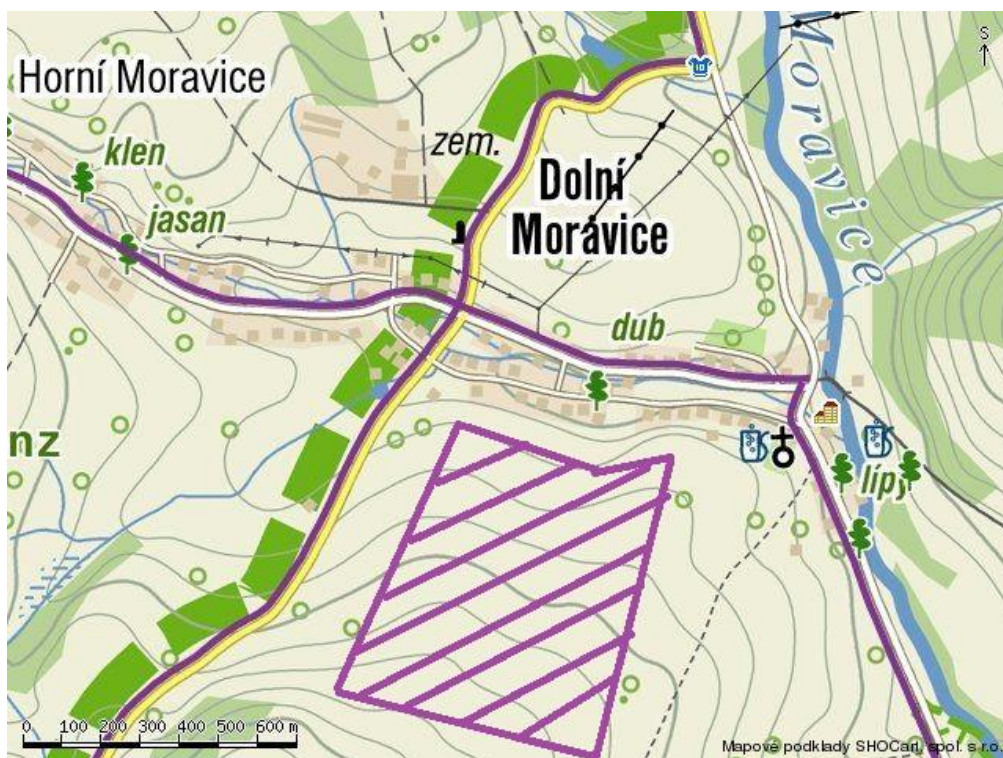 S
Moravice
Horní Moravice
klen
zem.
Dolní
Morávice
jasan
dub
nz
lípy
0 100 200 300 400 500 600 m
Mapové podklady SHOCart, spol. s r.o.